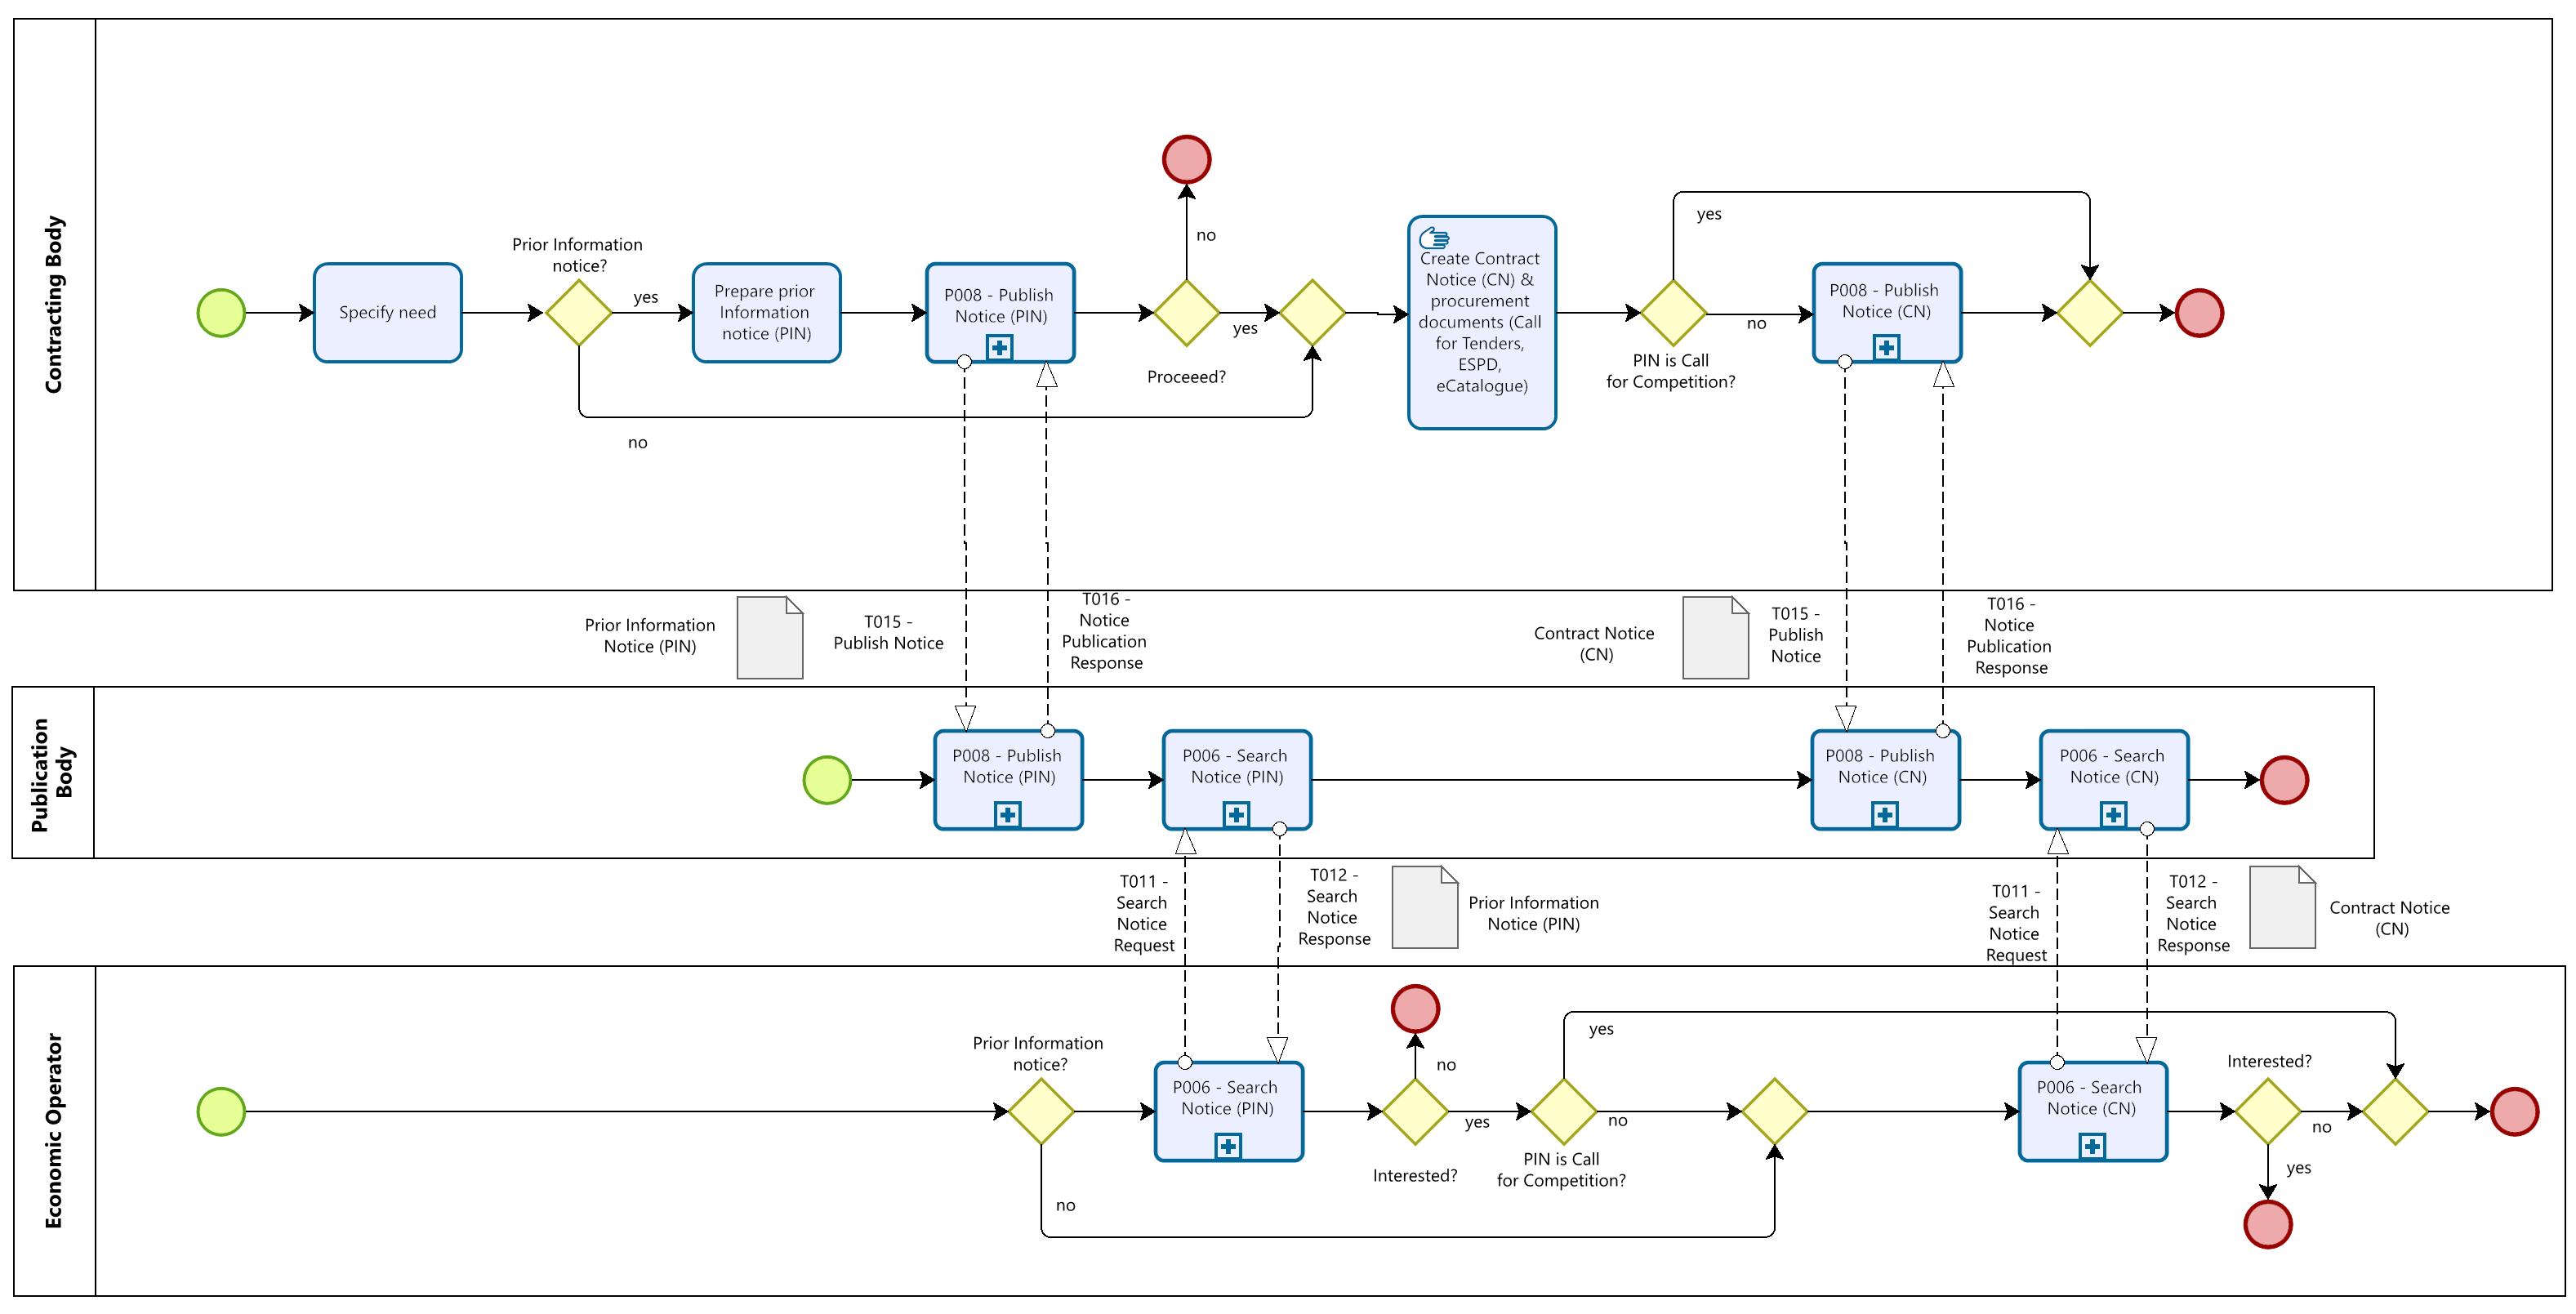 Contracting Body
Specify need
Prior Information
notice?
yes
no
Prepare prior
Information
notice (PIN)
P008 - Publish
Notice (PIN)
no
yes
Proceeed?
Create Contract
Notice (CN) &
procurement
documents (Call
for Tenders,
ESPD,
eCatalogue)
yes
no
PIN is Call
for Competition?
P008 - Publish
Notice (CN)
Prior Information
Notice (PIN)
T015 -
Publish Notice
T016 -
Notice
Publication
Response
Contract Notice
(CN)
T015 -
Publish
Notice
T016 -
Notice
Publication
Response
Publication
Body
P008 - Publish
Notice (PIN)
P006 - Search
Notice (PIN)
P008 - Publish
Notice (CN)
P006 - Search
Notice (CN)
T011 -
Search
Notice
Request
T012 -
Search
Notice
Response
Prior Information
Notice (PIN)
T011 -
Search
Notice
Request
T012 -
Search
Notice
Response
Contract Notice
(CN)
Economic Operator
Prior Information
notice?
no
P006 - Search
Notice (PIN)
no
yes
Interested?
yes
no
PIN is Call
for Competition?
P006 - Search
Notice (CN)
Interested?
no
yes